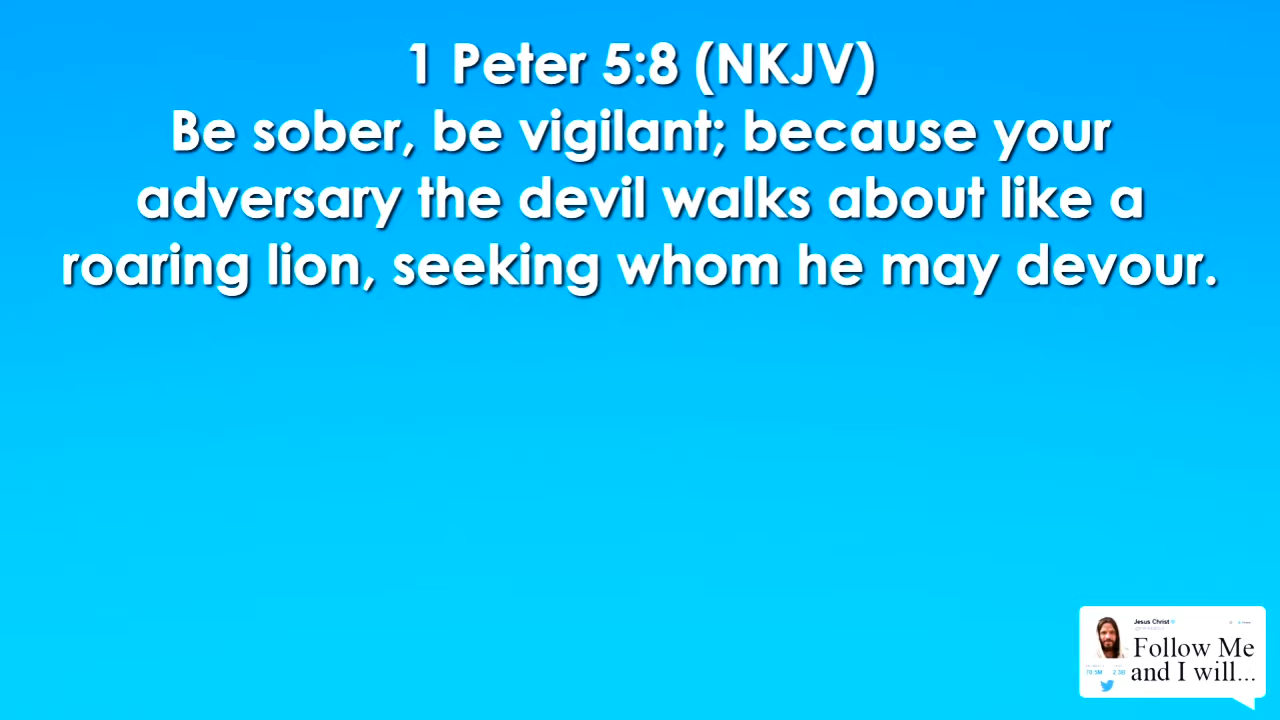 1 Peter 5:8 (NKJV)
Be sober, be vigilant; because your
adversary the devil walks about like a
roaring lion, seeking whom he may devour.
Jesus Christ
Follow Me
and I will...